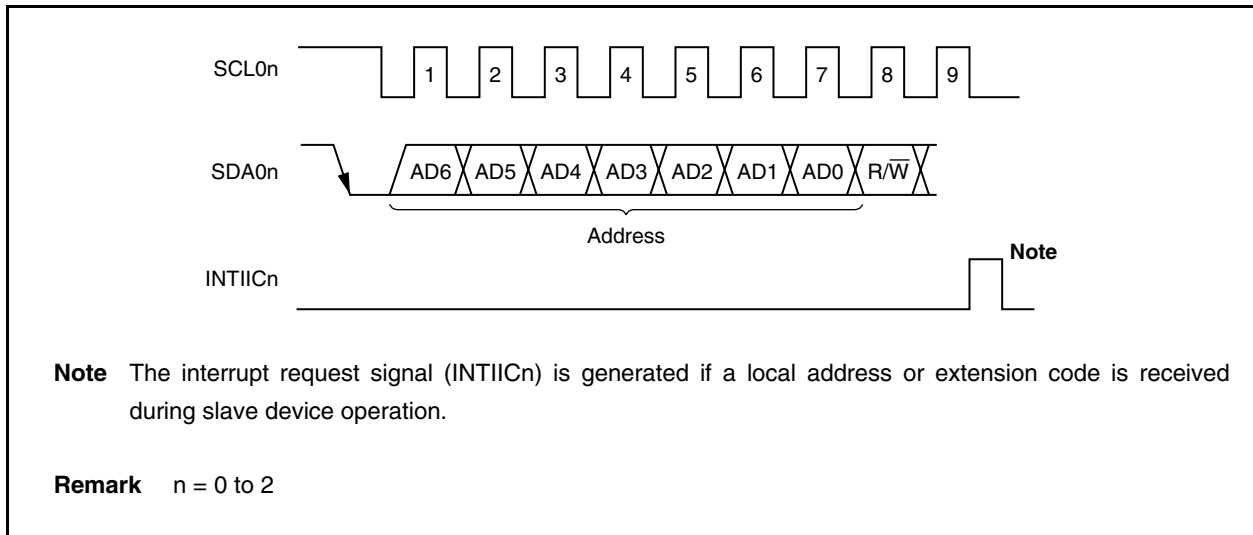 SCL0n
1 2 3 4 5 6 7 8 9
SDA0n
AD6 AD5 AD4 AD3 AD2 AD1 AD0 R/W̅
Address
Note
INTIICn
Note The interrupt request signal (INTIICn) is generated if a local address or extension code is received
during slave device operation.
Remark n = 0 to 2